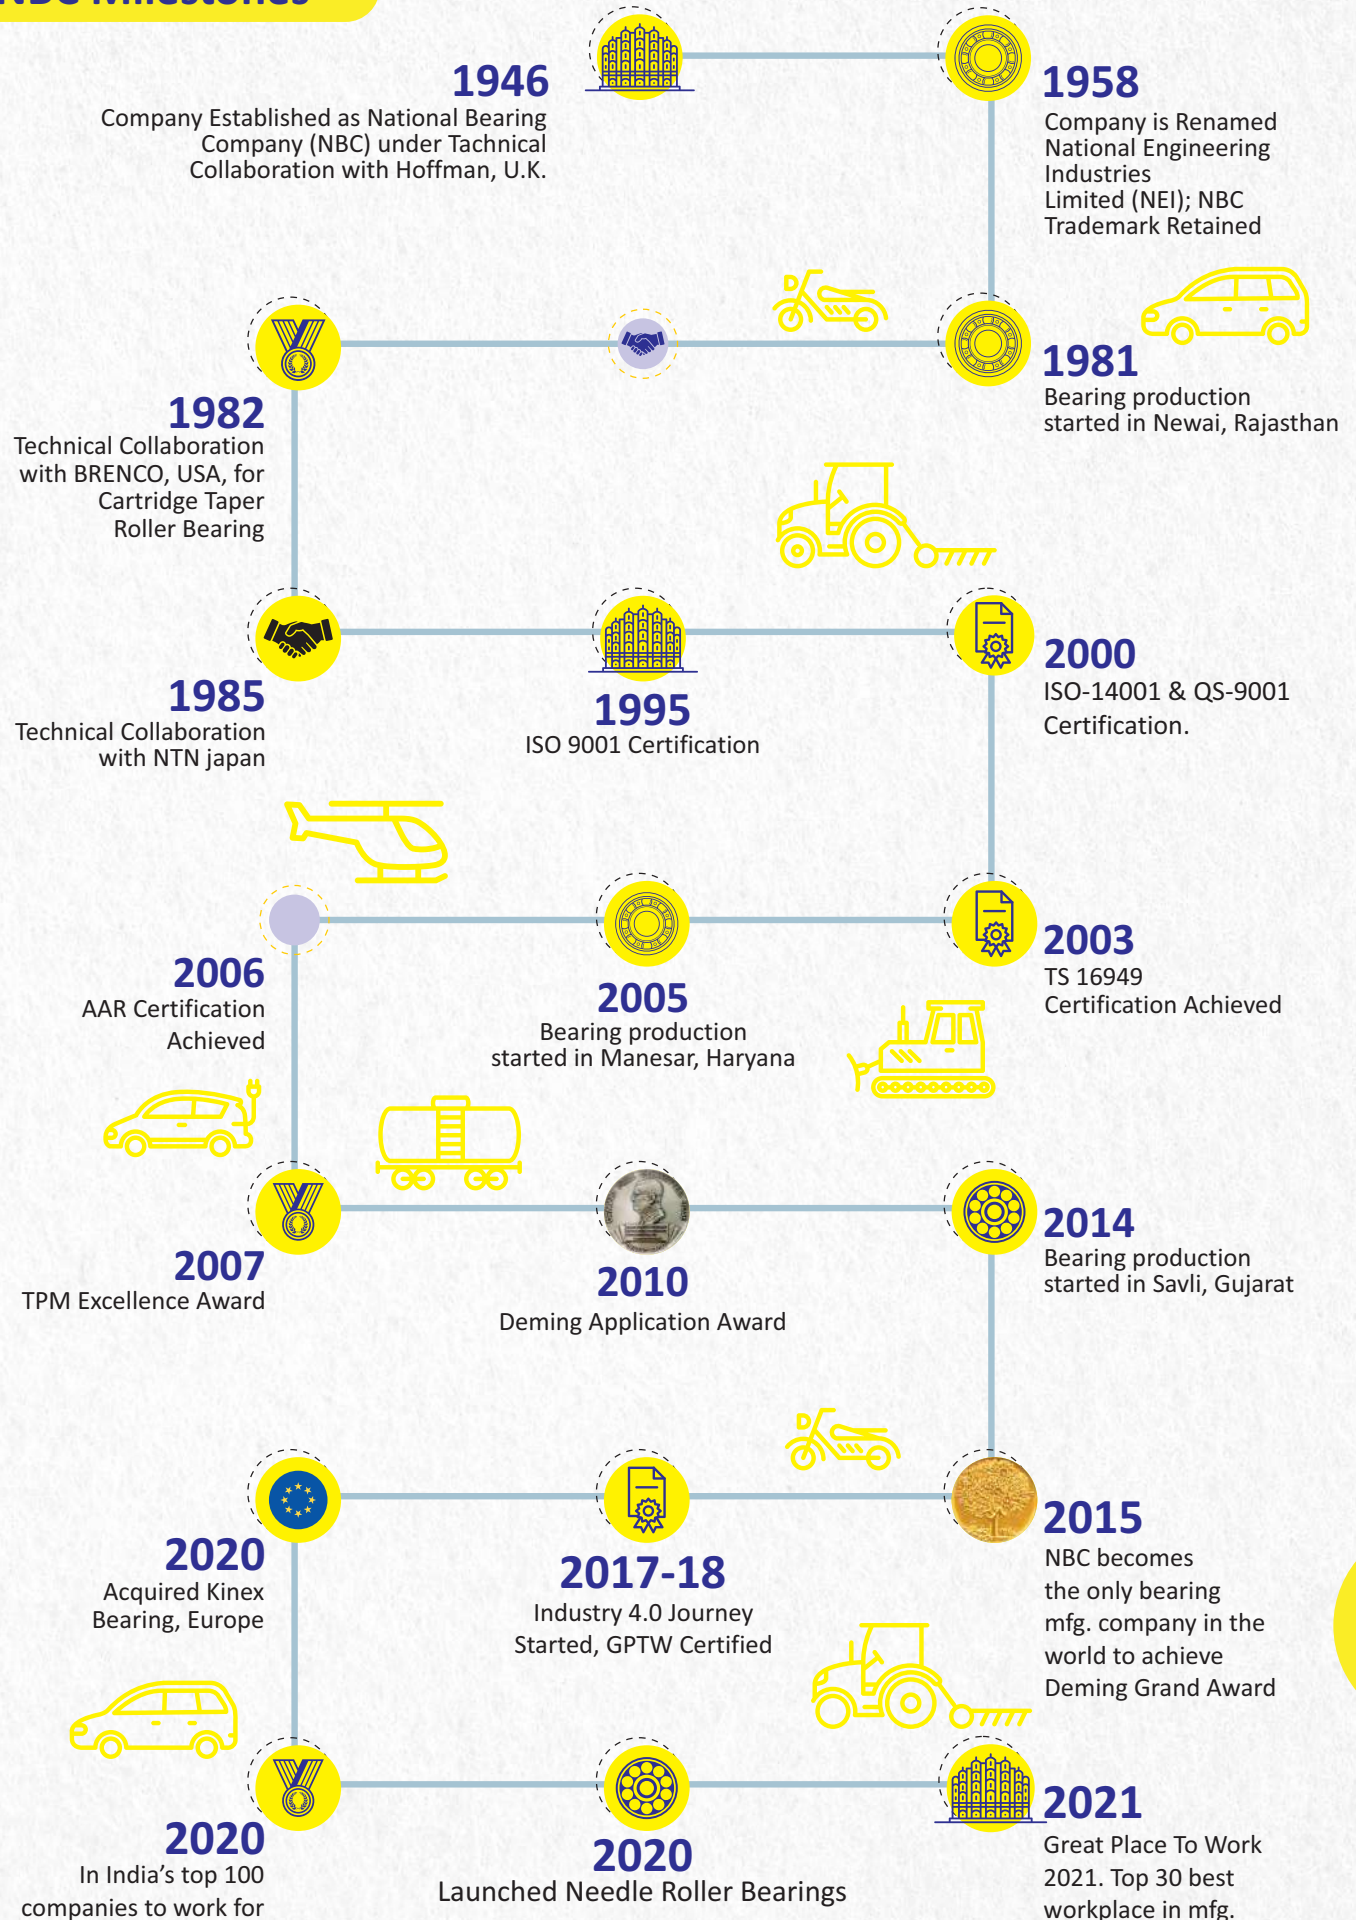 NBC Milestones
1946
Company Established as National Bearing
Company (NBC) under Tachnical
Collaboration with Hoffman, U.K.
1958
Company is Renamed
National Engineering
Industries
Limited (NEI); NBC
Trademark Retained
1981
Bearing production
started in Newai, Rajasthan
1982
Technical Collaboration
with BRENCO, USA, for
Cartridge Taper
Roller Bearing
1985
Technical Collaboration
with NTN japan
1995
ISO 9001 Certification
2000
ISO-14001 & QS-9001
Certification.
2003
TS 16949
Certification Achieved
2005
Bearing production
started in Manesar, Haryana
2006
AAR Certification
Achieved
2007
TPM Excellence Award
2010
Deming Application Award
2014
Bearing production
started in Savli, Gujarat
2015
NBC becomes
the only bearing
mfg. company in the
world to achieve
Deming Grand Award
2017-18
Industry 4.0 Journey
Started, GPTW Certified
2020
Acquired Kinex
Bearing, Europe
2020
In India’s top 100
companies to work for
2020
Launched Needle Roller Bearings
2021
Great Place To Work
2021. Top 30 best
workplace in mfg.